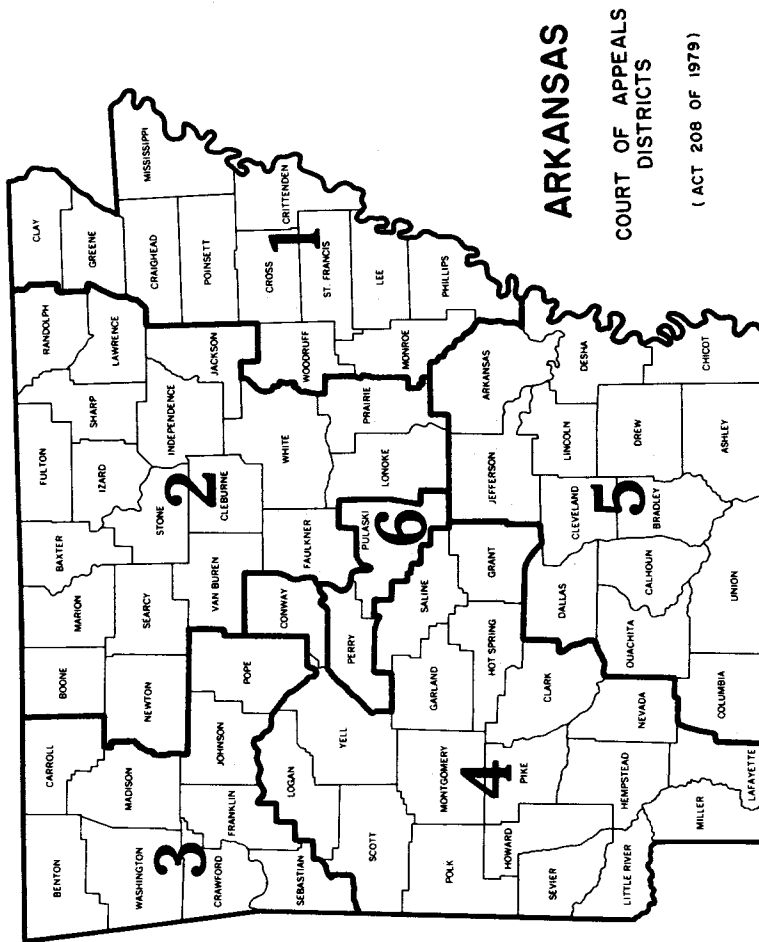 ARKANSAS
COURT OF APPEALS
DISTRICTS
( ACT 208 OF 1979)
BENTON
CARROLL
BOONE
MARION
BAXTER
FULTON
RANDOLPH
CLAY
WASHINGTON
MADISON
NEWTON
SEARCY
IZARD
SHARP
LAWRENCE
GREENE
3
2
STONE
INDEPENDENCE
CRAIGHEAD
MISSISSIPPI
CRAWFORD
FRANKLIN
JOHNSON
POPE
VAN BUREN
CLEBURNE
JACKSON
POINSETT
SEBASTIAN
LOGAN
CONWAY
FAULKNER
WHITE
WOODRUFF
CROSS
CRITTENDEN
1
ST. FRANCIS
SCOTT
YELL
PERRY
PULASKI
6
LONOKE
PRAIRIE
MONROE
LEE
PHILLIPS
POLK
MONTGOMERY
GARLAND
SALINE
4
HOWARD
PIKE
HOT SPRING
GRANT
JEFFERSON
ARKANSAS
SEVIER
CLARK
DALLAS
CLEVELAND
LINCOLN
DESHA
LITTLE RIVER
HEMPSTEAD
NEVADA
OUACHITA
CALHOUN
5
BRADLEY
DREW
MILLER
LAFAYETTE
COLUMBIA
UNION
ASHLEY
CHICOT